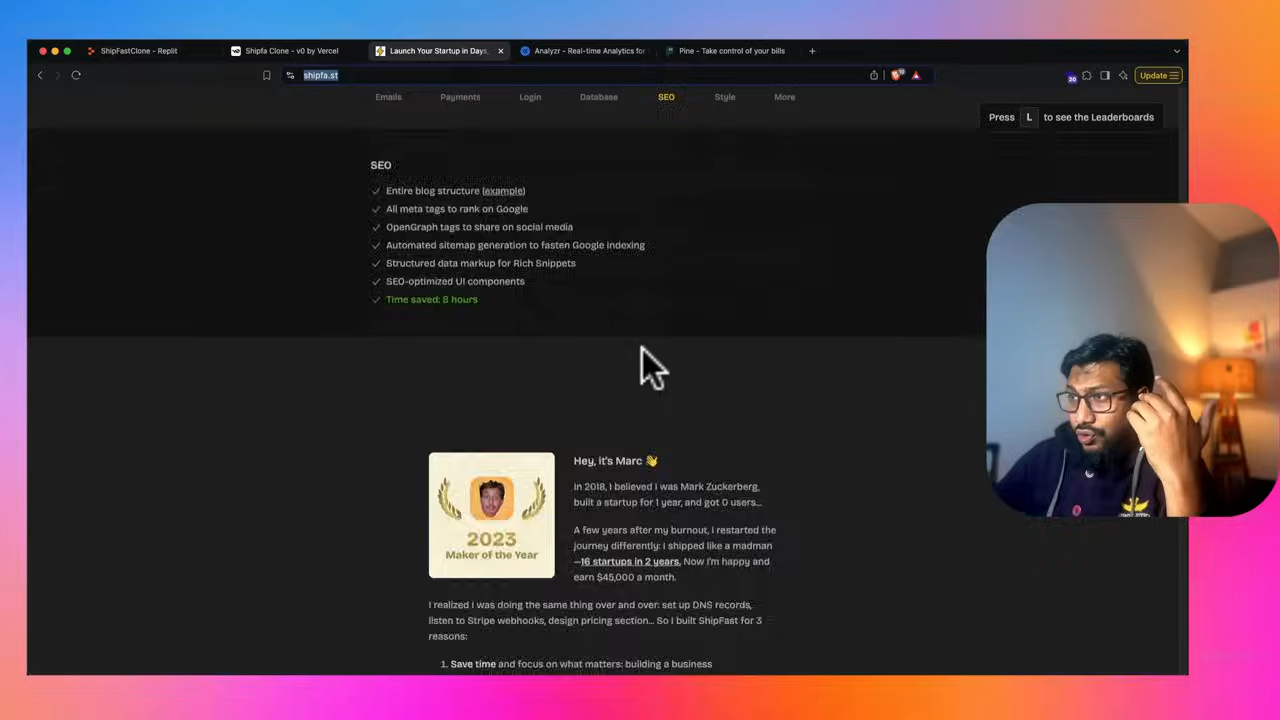 ShipFastClone - Replit
Shipfa Clone - v0 by Vercel
Launch Your Startup in Days,
Analyzr - Real-time Analytics for
Pine - Take control of your bills
shipfa.st
Update
Emails
Payments
Login
Database
SEO
Style
More
Press L to see the Leaderboards
SEO
Entire blog structure (example)
All meta tags to rank on Google
OpenGraph tags to share on social media
Automated sitemap generation to fasten Google indexing
Structured data markup for Rich Snippets
SEO-optimized UI components
Time saved: 8 hours
2023
Maker of the Year
Hey, it's Marc 👋
In 2018, I believed I was Mark Zuckerberg,
built a startup for 1 year, and got 0 users...
A few years after my burnout, I restarted the
journey differently: I shipped like a madman
—16 startups in 2 years. Now I'm happy and
earn $45,000 a month.
I realized I was doing the same thing over and over: set up DNS records,
listen to Stripe webhooks, design pricing section... So I built ShipFast for 3
reasons:
1. Save time and focus on what matters: building a business